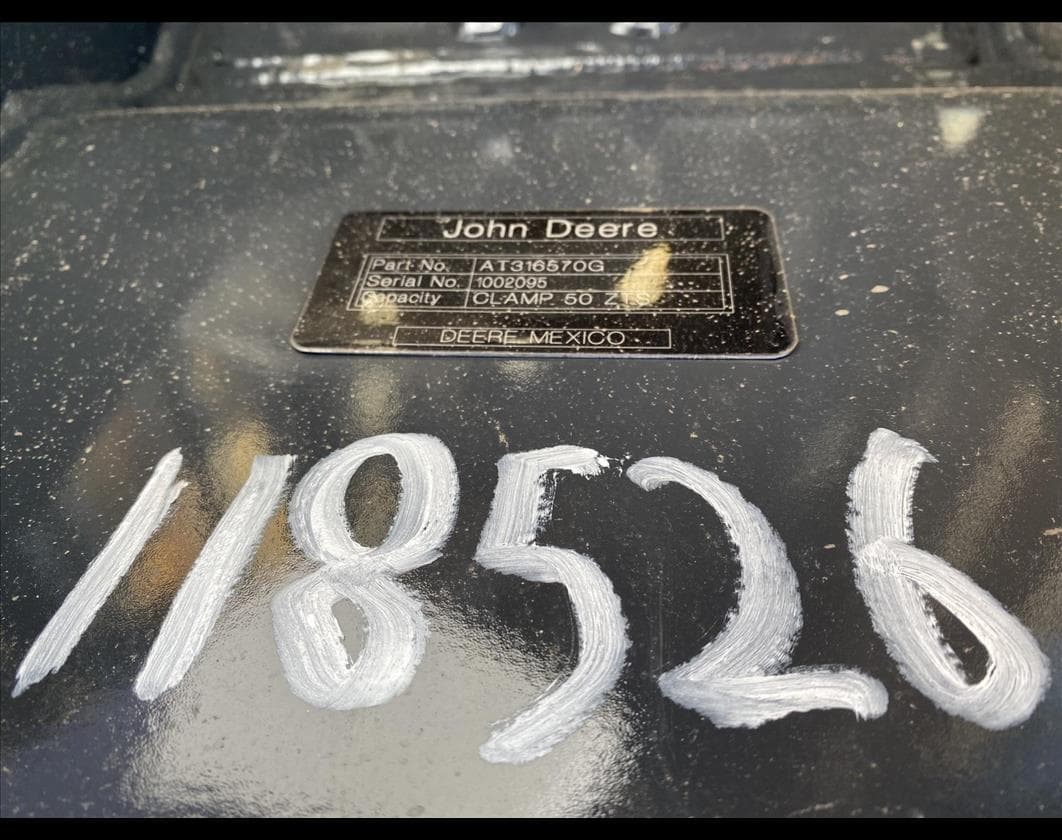 John Deere
Part No. AT316570G
Serial No. 1002095
Capacity CLAMP 50 ZTS
DEERE MEXICO
118526